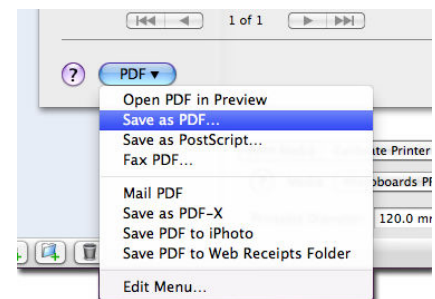 1 of 1
?
PDF ▼
Open PDF in Preview
Save as PDF...
Save as PostScript...
Fax PDF...
Mail PDF
Save as PDF-X
Save PDF to iPhoto
Save PDF to Web Receipts Folder
Edit Menu...
Printer
120.0